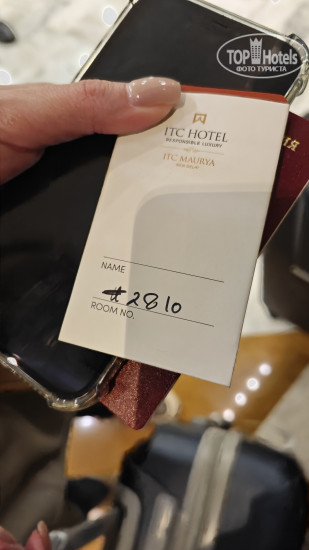 TOP Hotels
ФОТО ТУРИСТА
ITC HOTEL
RESPONSIBLE LUXURY
ITC MAURYA
NEW DELHI
NAME
#2810
ROOM NO.